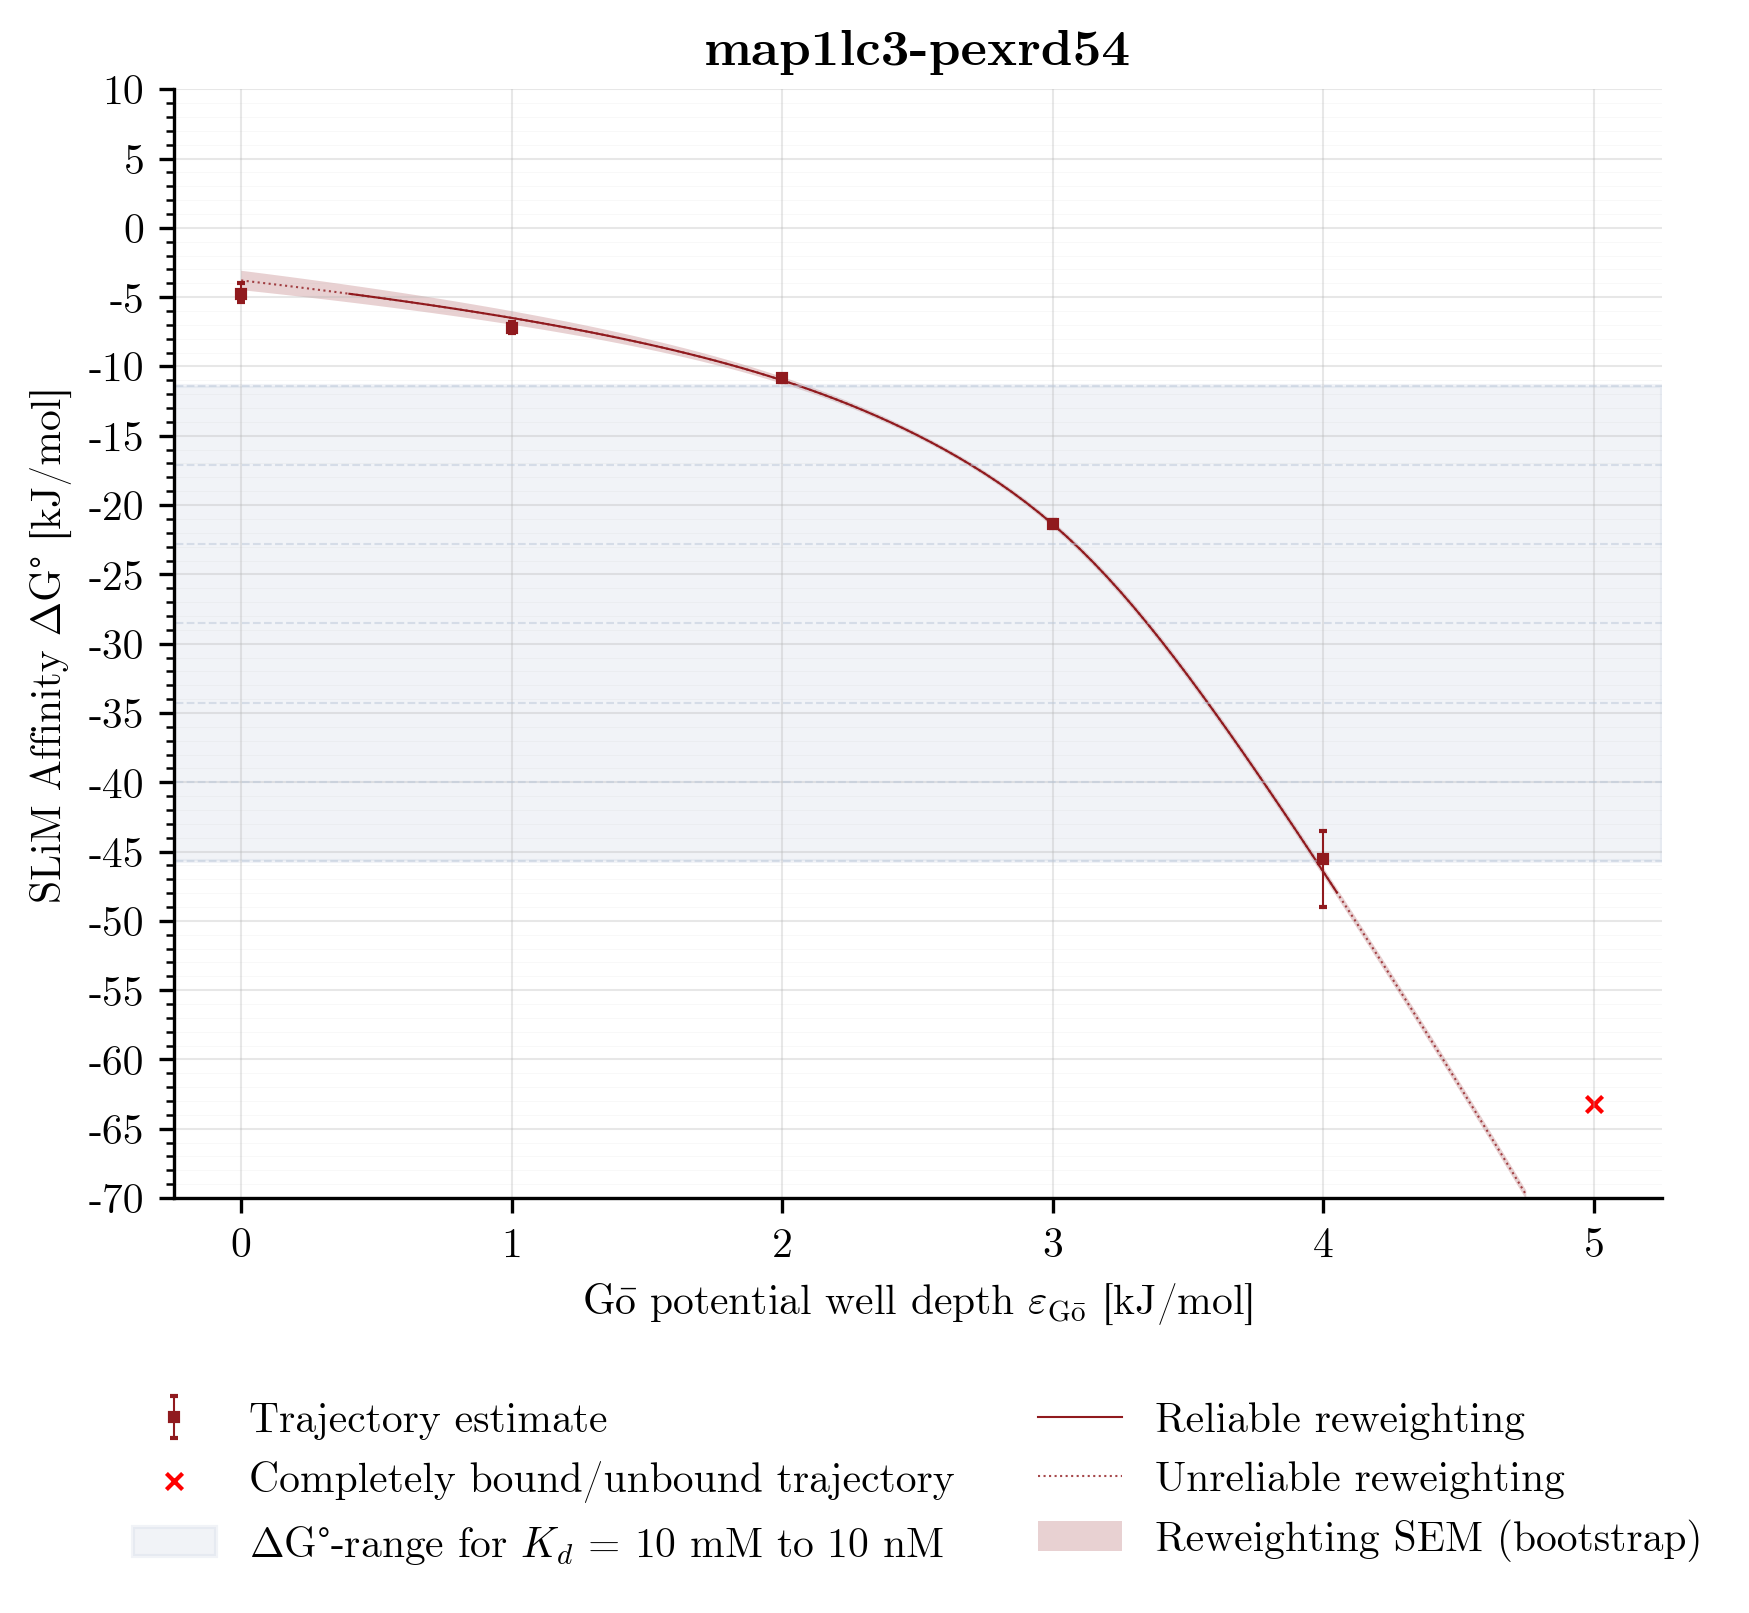 map1lc3-pexrd54
10
5
0
-5
-10
-15
-20
-25
-30
-35
-40
-45
-50
-55
-60
-65
-70
SLiM Affinity ΔG° [kJ/mol]
0 1 2 3 4 5
Gō potential well depth ε_Gō [kJ/mol]
Trajectory estimate
Completely bound/unbound trajectory
ΔG°-range for K_d = 10 mM to 10 nM
Reliable reweighting
Unreliable reweighting
Reweighting SEM (bootstrap)